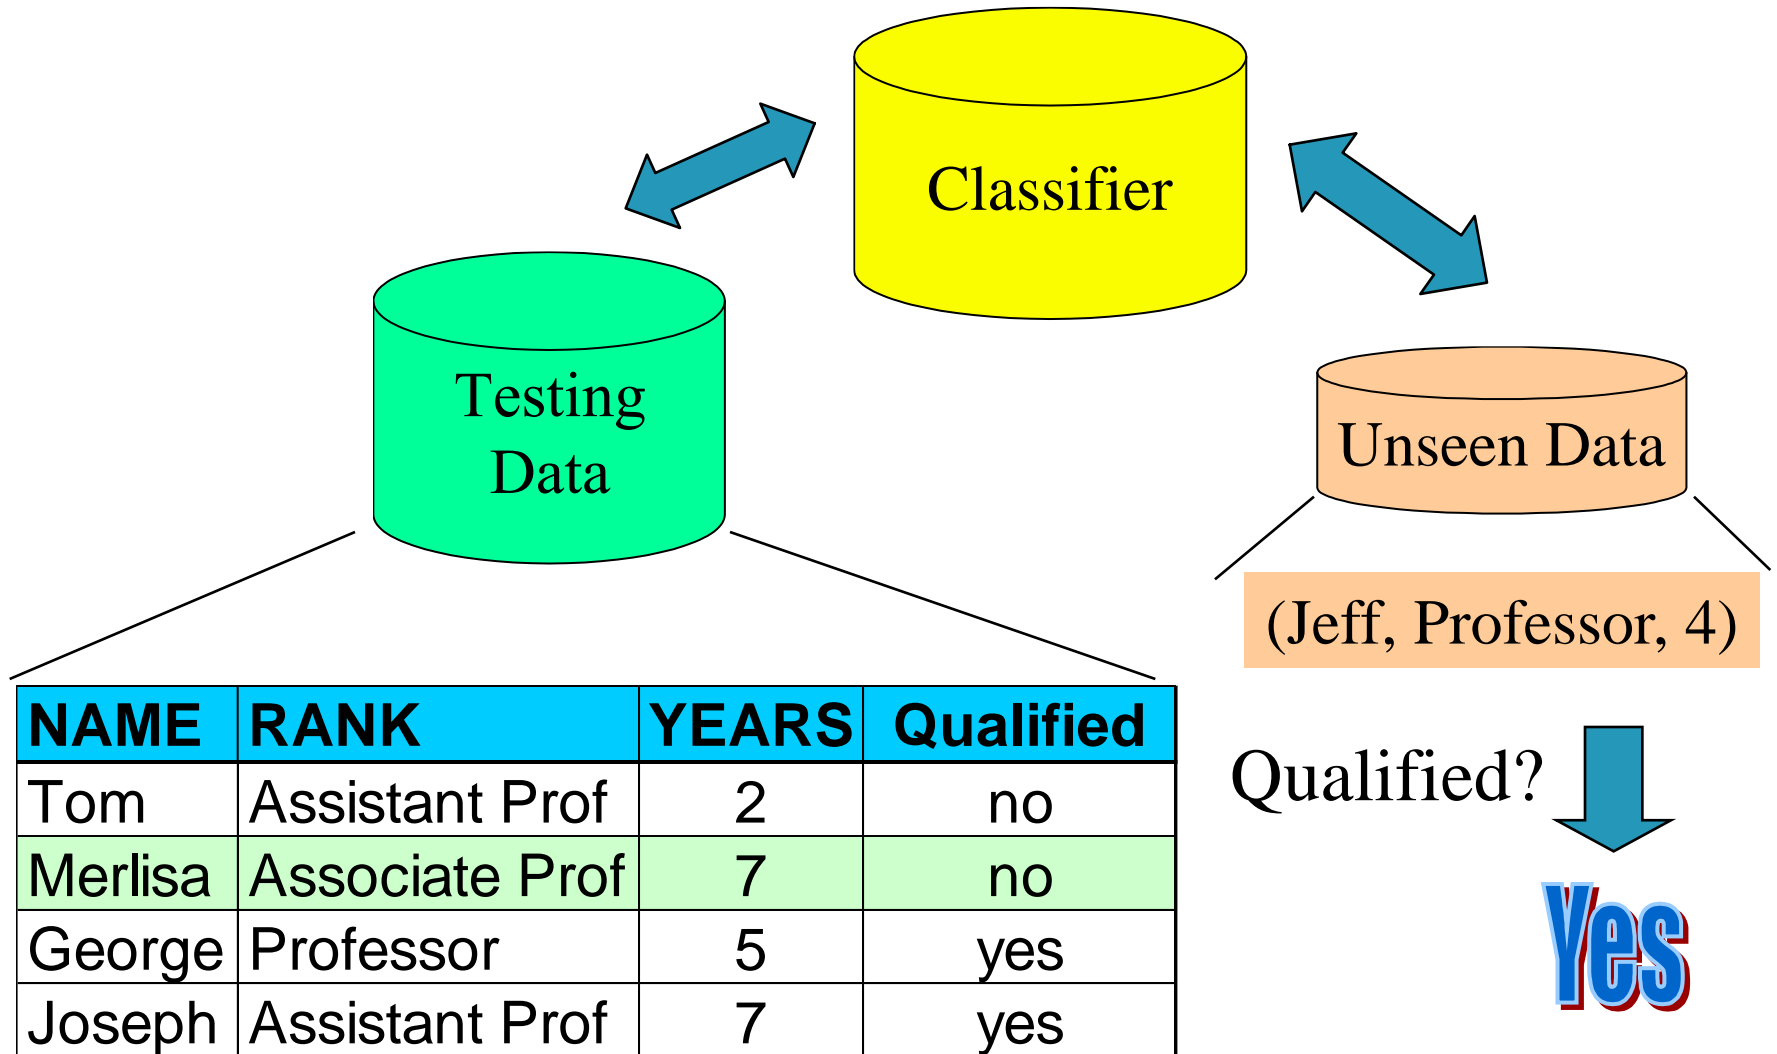 Classifier
Testing
Data
Unseen Data
(Jeff, Professor, 4)
NAME RANK YEARS Qualified
Tom Assistant Prof 2 no
Merlisa Associate Prof 7 no
George Professor 5 yes
Joseph Assistant Prof 7 yes
Qualified?
Yes